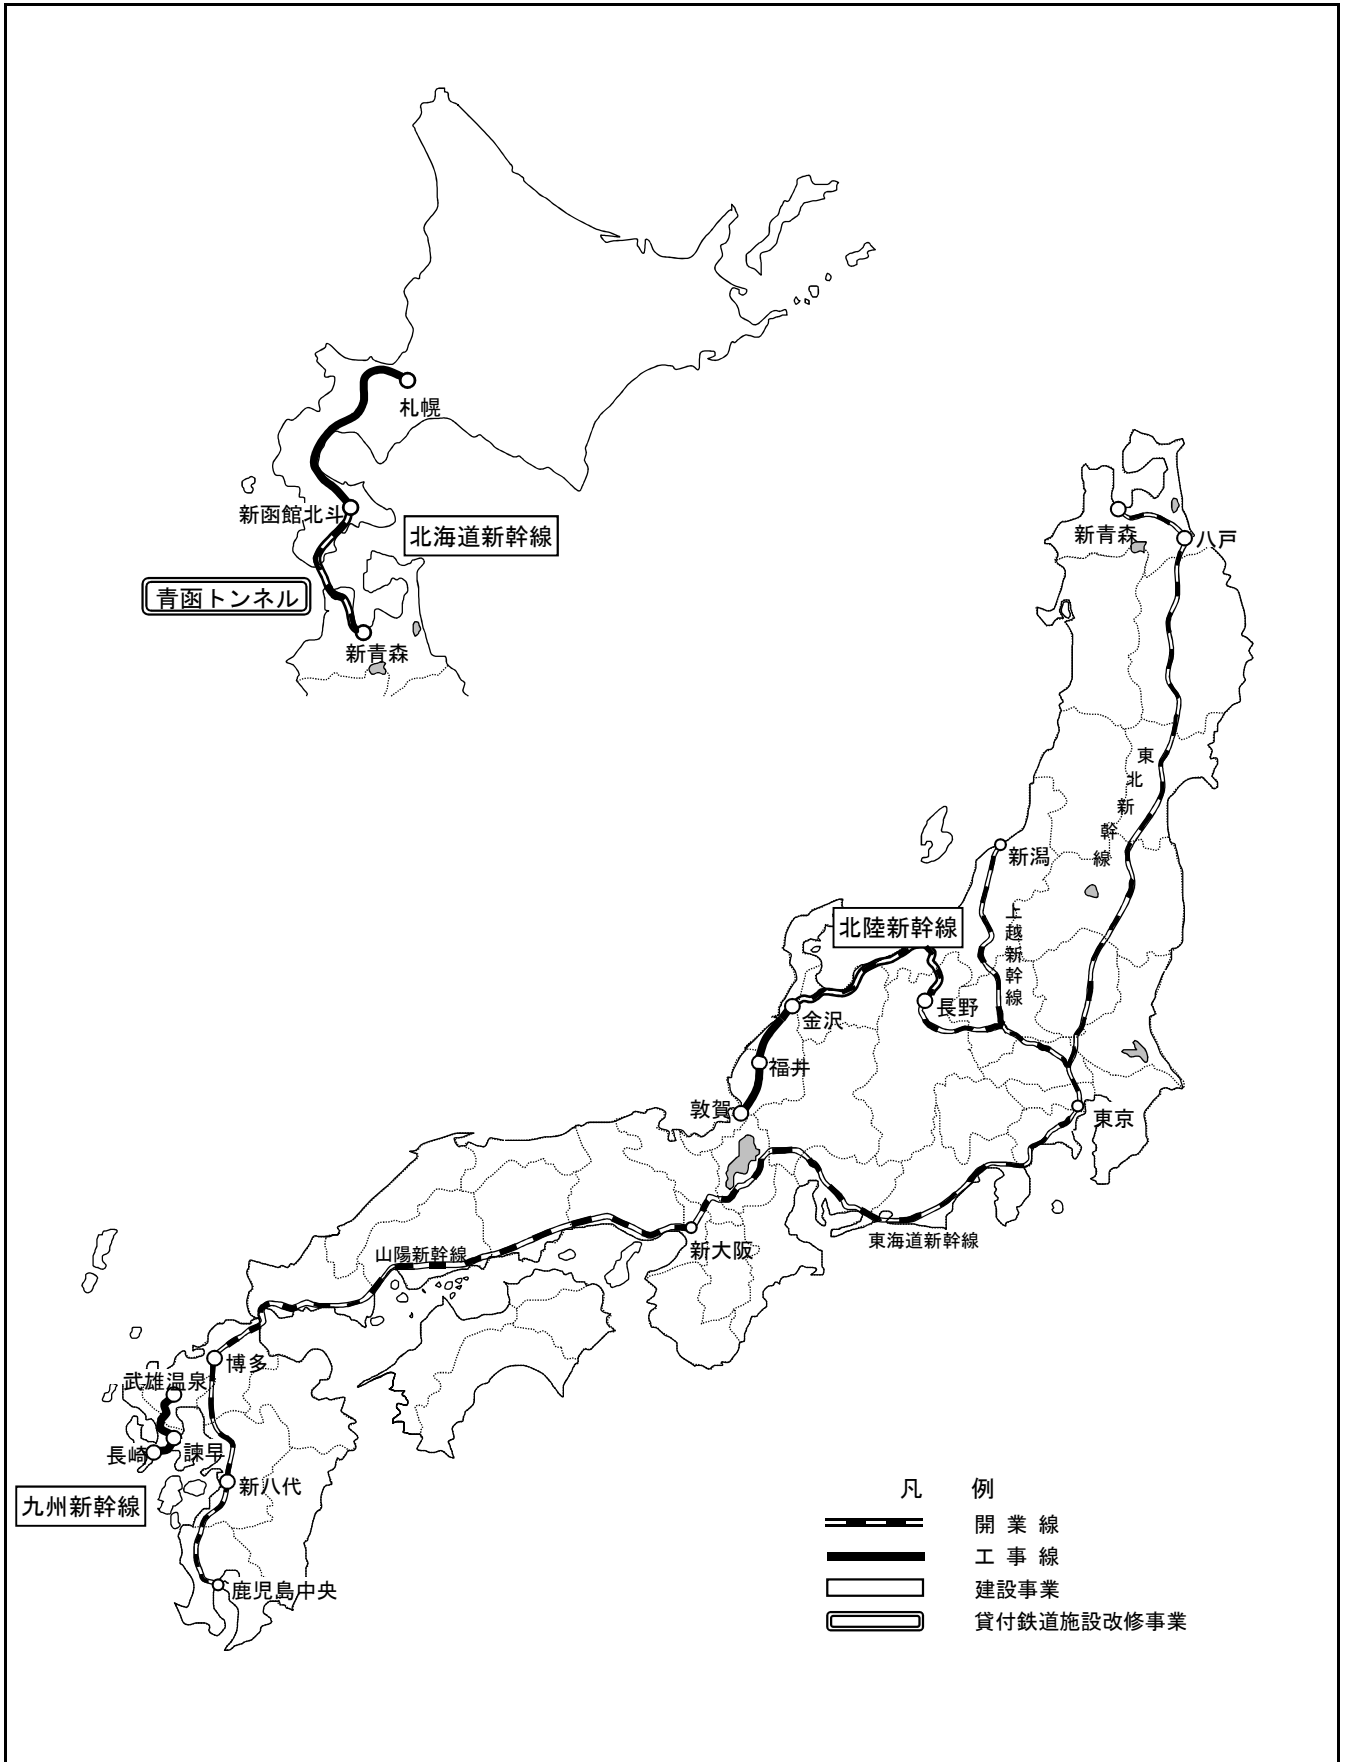 札幌
新函館北斗
北海道新幹線
青函トンネル
新青森
新青森
八戸
東北新幹線
新潟
上越新幹線
北陸新幹線
長野
金沢
福井
敦賀
東京
新大阪
東海道新幹線
山陽新幹線
博多
武雄温泉
長崎
諫早
新八代
九州新幹線
鹿児島中央
凡 例
開業線
工事線
建設事業
貸付鉄道施設改修事業